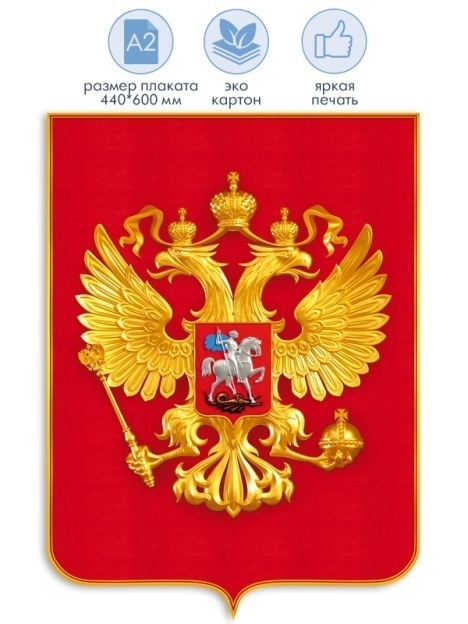 A2
размер плаката
440*600 мм
эко
картон
яркая
печать